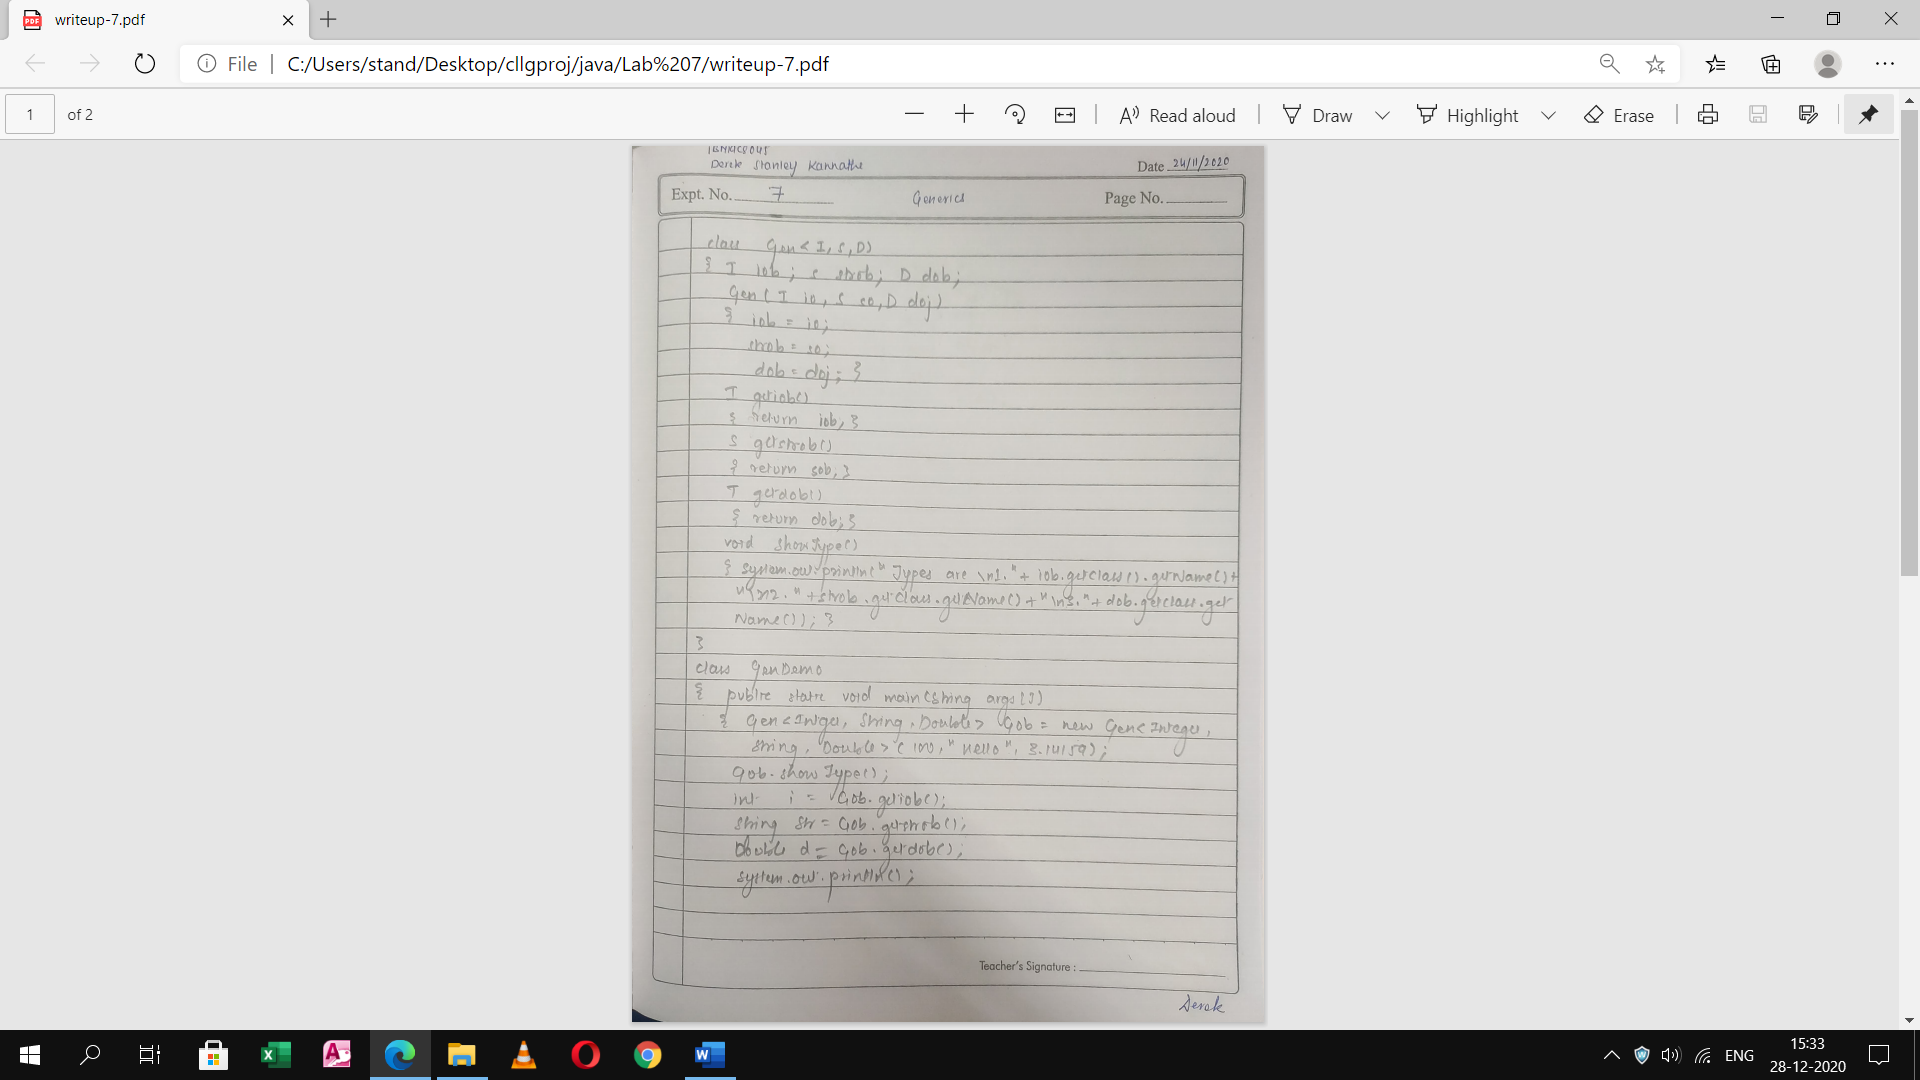 writeup-7.pdf
File
C:/Users/stand/Desktop/cllgproj/java/Lab%207/writeup-7.pdf
1 of 2
Read aloud
Draw
Highlight
Erase
Derek Stanley Kannathe
Date 24/11/2020
Expt. No. 7
Generics
Page No.
class Gen< I, S, D>
{ I iob ; S strob; D dob;
Gen( I io, S so, D doj)
{ iob = io;
strob = so;
dob = doj; }
I getiob()
{ return iob; }
S getstrob()
{ return sob; }
T getdob()
{ return dob; }
void showType()
{ System.out.println(" Types are \n1." + iob.getClass().getName()+
"\n2." + strob.getClass.getName() + "\n3." + dob.getclass.get
Name()); }
}
class GenDemo
{ public static void main(String args[])
{ Gen<Integer, String, Double> Gob = new Gen<Integer,
String, Double>( 100, " Hello ", 3.14159);
Gob.showType();
int i = Gob.getiob();
String str = Gob.getstrob();
Double d = Gob.getdob();
System.out.println();
Teacher's Signature :
Derek
ENG
15:33
28-12-2020